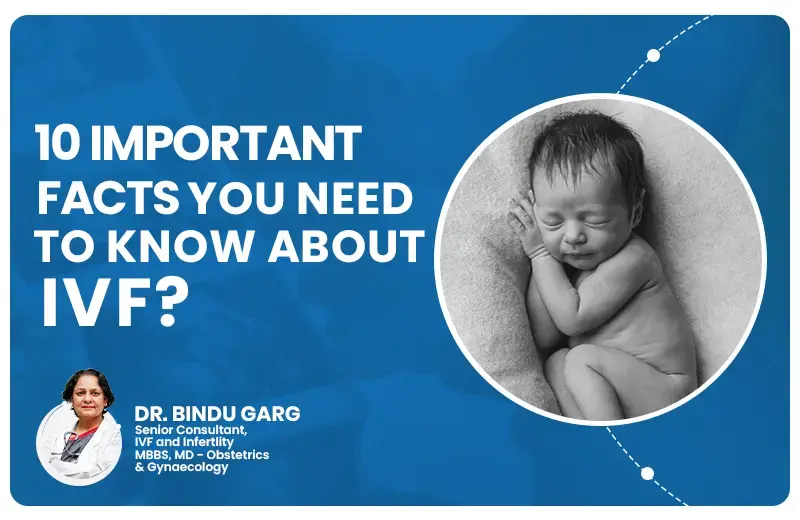 10 IMPORTANT
FACTS YOU NEED
TO KNOW ABOUT
IVF?
DR. BINDU GARG
Senior Consultant,
IVF and Infertlity
MBBS, MD - Obstetrics
& Gynaecology